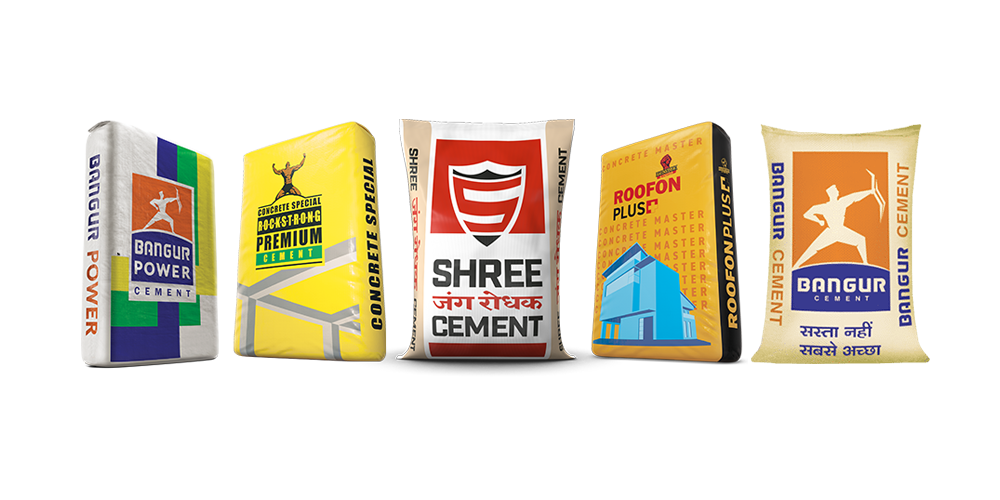 BANGUR POWER
BANGUR
POWER
CEMENT
CONCRETE SPECIAL
ROCKSTRONG
PREMIUM
CEMENT
CONCRETE SPECIAL
SHREE
CEMENT
SHREE
जंग रोधक
CEMENT
CONCRETE MASTER
ROOFON
PLUS
CONCRETE MASTER
CONCRETE MASTER
CONCRETE MASTER
CONCRETE MASTER
CONCRETE MASTER
ROOFON PLUS
BANGUR CEMENT
BANGUR
CEMENT
BANGUR CEMENT
सस्ता नहीं
सबसे अच्छा